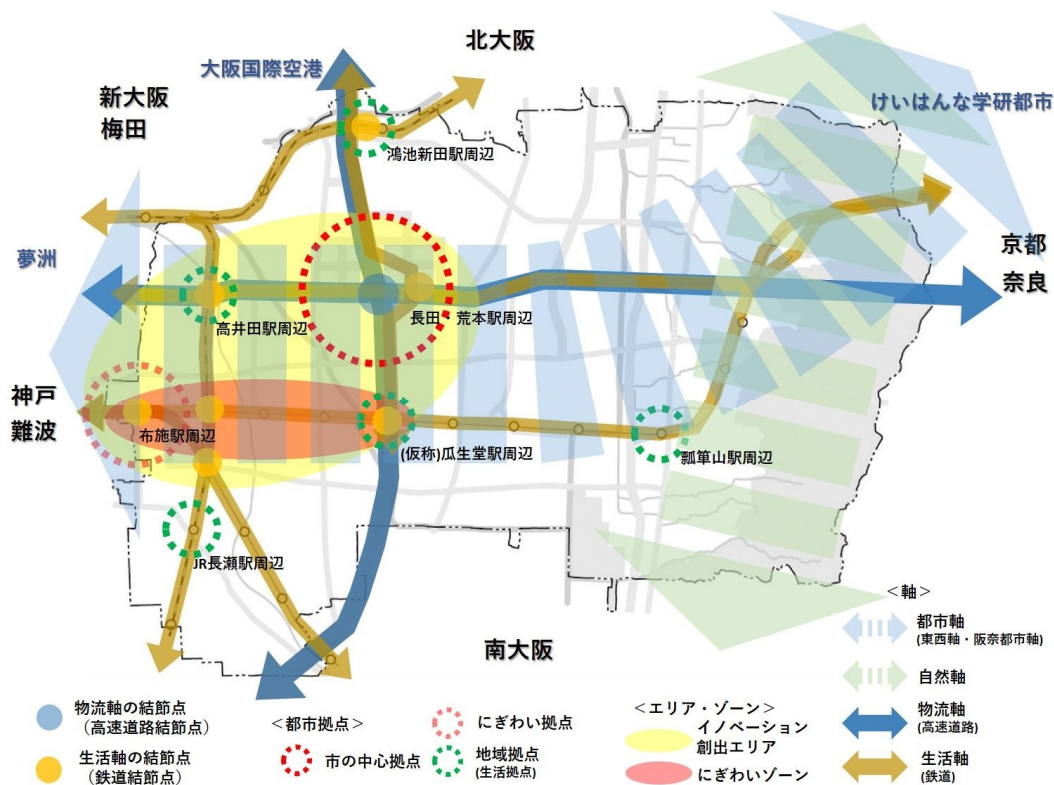 北大阪
大阪国際空港
新大阪
梅田
けいはんな学研都市
鴻池新田駅周辺
夢洲
京都
奈良
高井田駅周辺
長田・荒本駅周辺
神戸
難波
布施駅周辺
(仮称)瓜生堂駅周辺
瓢箪山駅周辺
JR長瀬駅周辺
南大阪
＜軸＞
都市軸
(東西軸・阪奈都市軸)
自然軸
物流軸
(高速道路)
生活軸
(鉄道)
物流軸の結節点
（高速道路結節点）
生活軸の結節点
（鉄道結節点）
＜都市拠点＞
市の中心拠点
にぎわい拠点
地域拠点
(生活拠点)
＜エリア・ゾーン＞
イノベーション
創出エリア
にぎわいゾーン